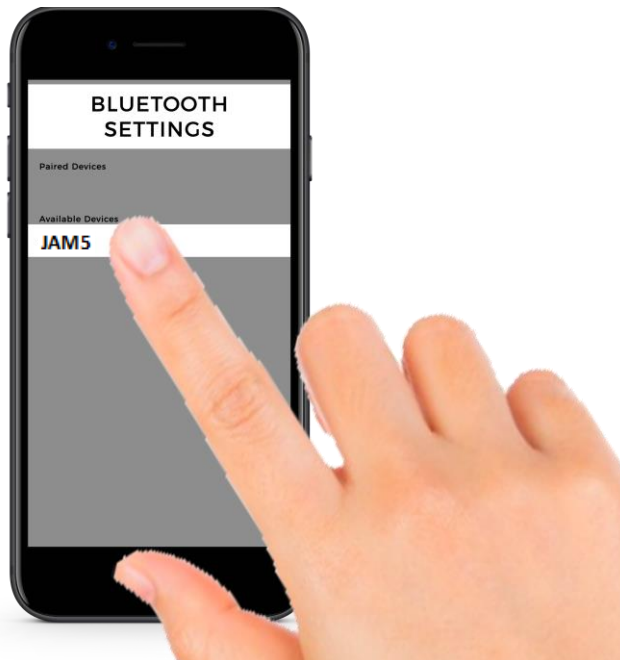 BLUETOOTH
SETTINGS
Paired Devices
Available Devices
JAM5